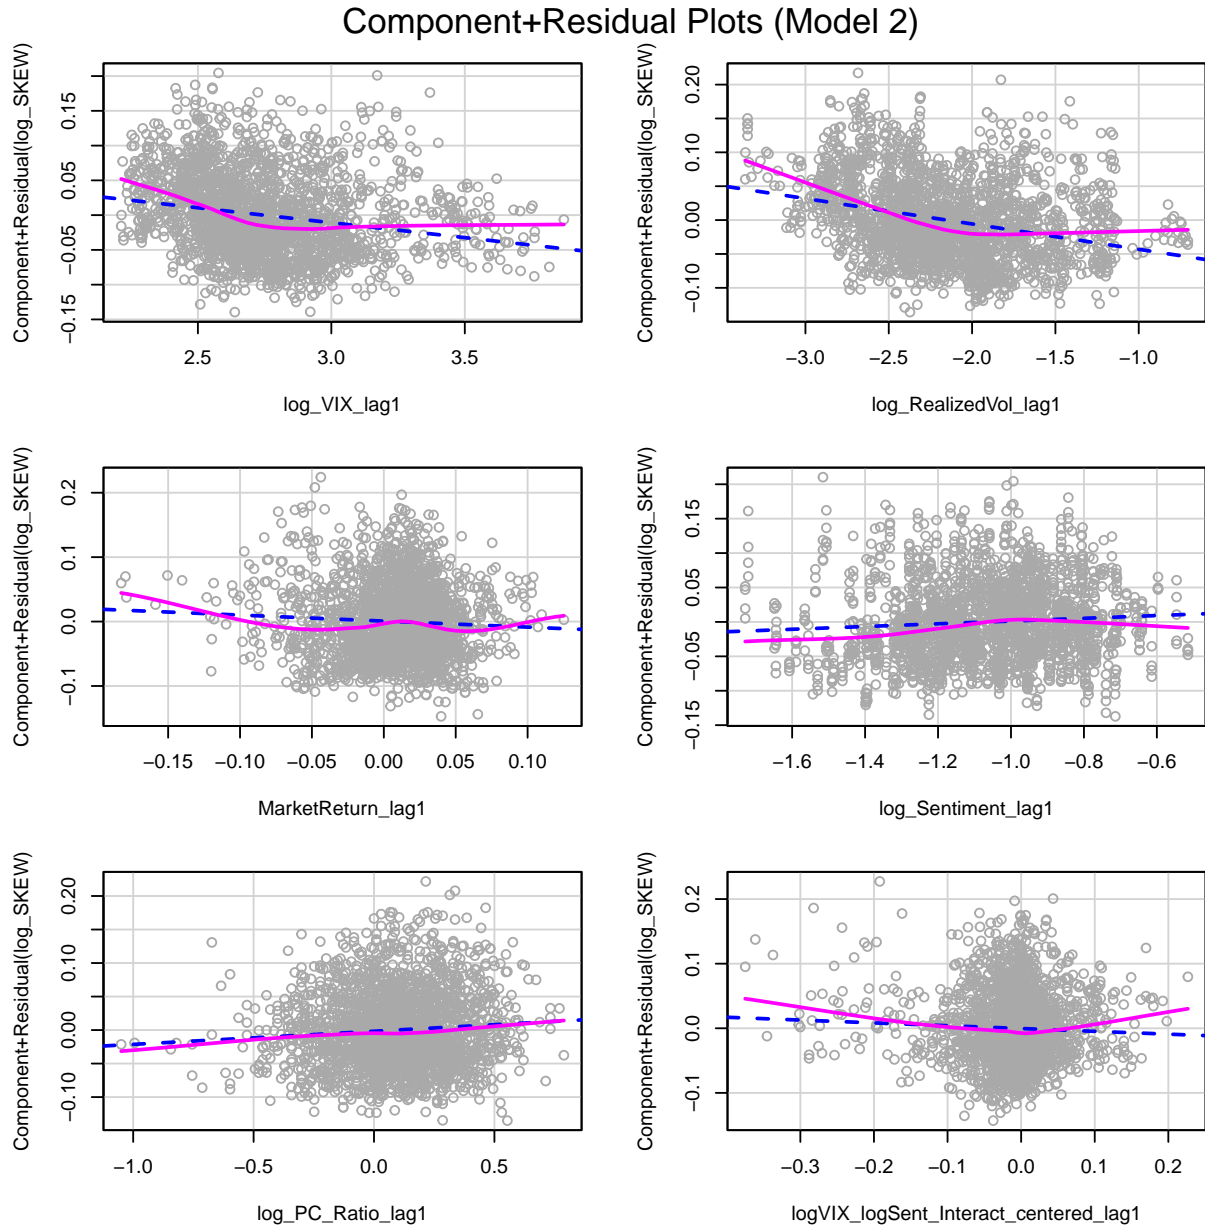 Component+Residual Plots (Model 2)
Component+Residual(log_SKEW)
0.15
0.05
−0.05
−0.15
2.5 3.0 3.5
log_VIX_lag1
Component+Residual(log_SKEW)
0.20
0.10
0.00
−0.10
−3.0 −2.5 −2.0 −1.5 −1.0
log_RealizedVol_lag1
Component+Residual(log_SKEW)
0.2
0.1
0.0
−0.1
−0.15 −0.10 −0.05 0.00 0.05 0.10
MarketReturn_lag1
Component+Residual(log_SKEW)
0.15
0.05
−0.05
−0.15
−1.6 −1.4 −1.2 −1.0 −0.8 −0.6
log_Sentiment_lag1
Component+Residual(log_SKEW)
0.20
0.10
0.00
−0.10
−1.0 −0.5 0.0 0.5
log_PC_Ratio_lag1
Component+Residual(log_SKEW)
0.2
0.1
0.0
−0.1
−0.3 −0.2 −0.1 0.0 0.1 0.2
logVIX_logSent_Interact_centered_lag1